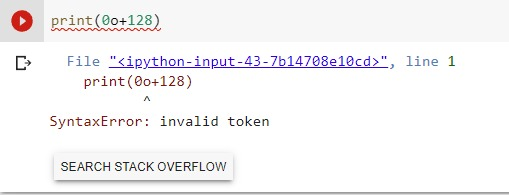 print(0o+128)
File "<ipython-input-43-7b14708e10cd>", line 1
print(0o+128)
^
SyntaxError: invalid token
SEARCH STACK OVERFLOW